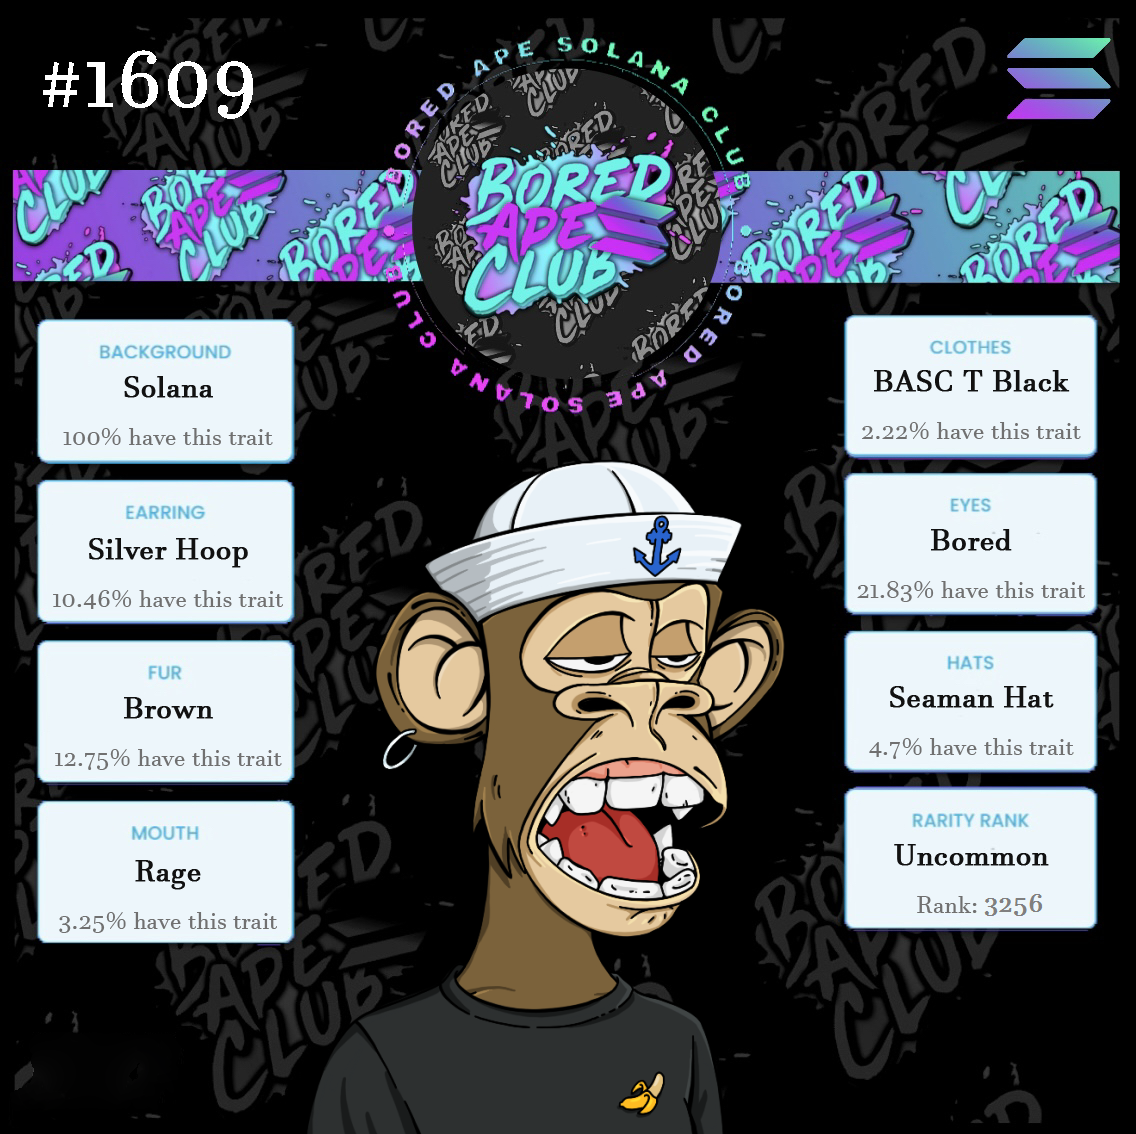 #1609
BORED APE SOLANA CLUB
BORED APE SOLANA CLUB
BORED
APE
CLUB
BACKGROUND
Solana
100% have this trait
EARRING
Silver Hoop
10.46% have this trait
FUR
Brown
12.75% have this trait
MOUTH
Rage
3.25% have this trait
CLOTHES
BASC T Black
2.22% have this trait
EYES
Bored
21.83% have this trait
HATS
Seaman Hat
4.7% have this trait
RARITY RANK
Uncommon
Rank: 3256